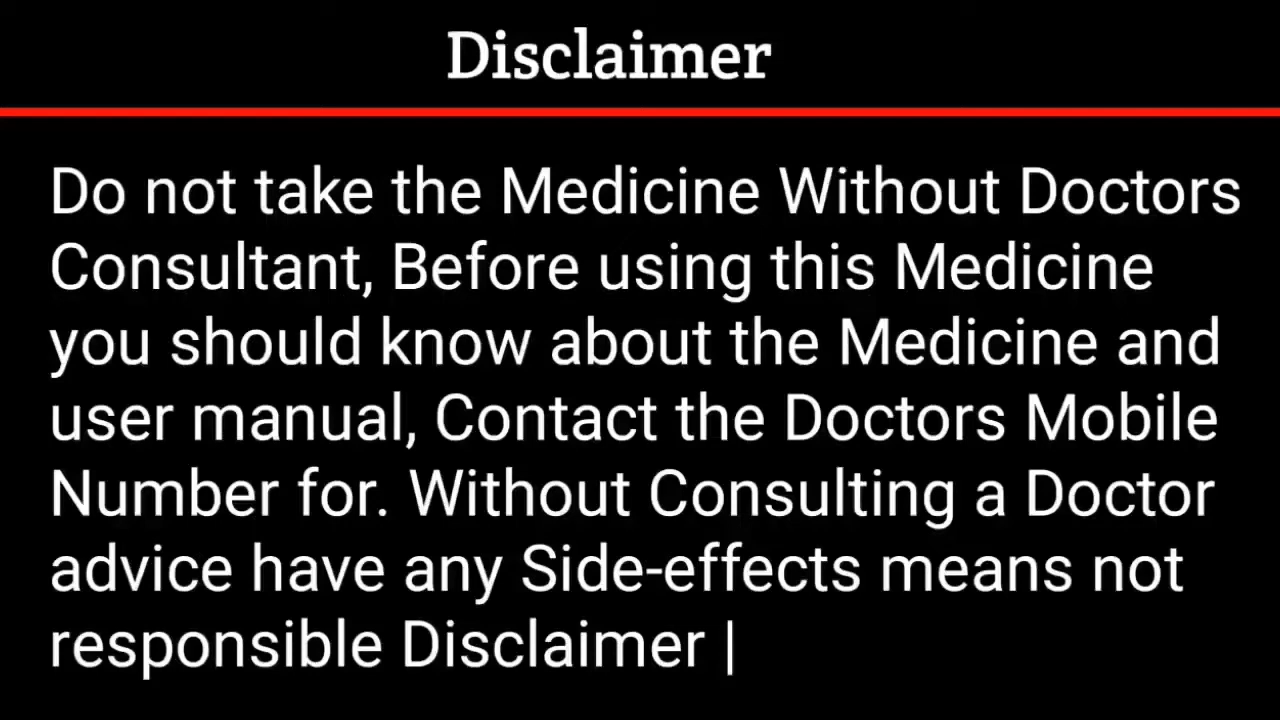 Disclaimer
Do not take the Medicine Without Doctors
Consultant, Before using this Medicine
you should know about the Medicine and
user manual, Contact the Doctors Mobile
Number for. Without Consulting a Doctor
advice have any Side-effects means not
responsible Disclaimer |